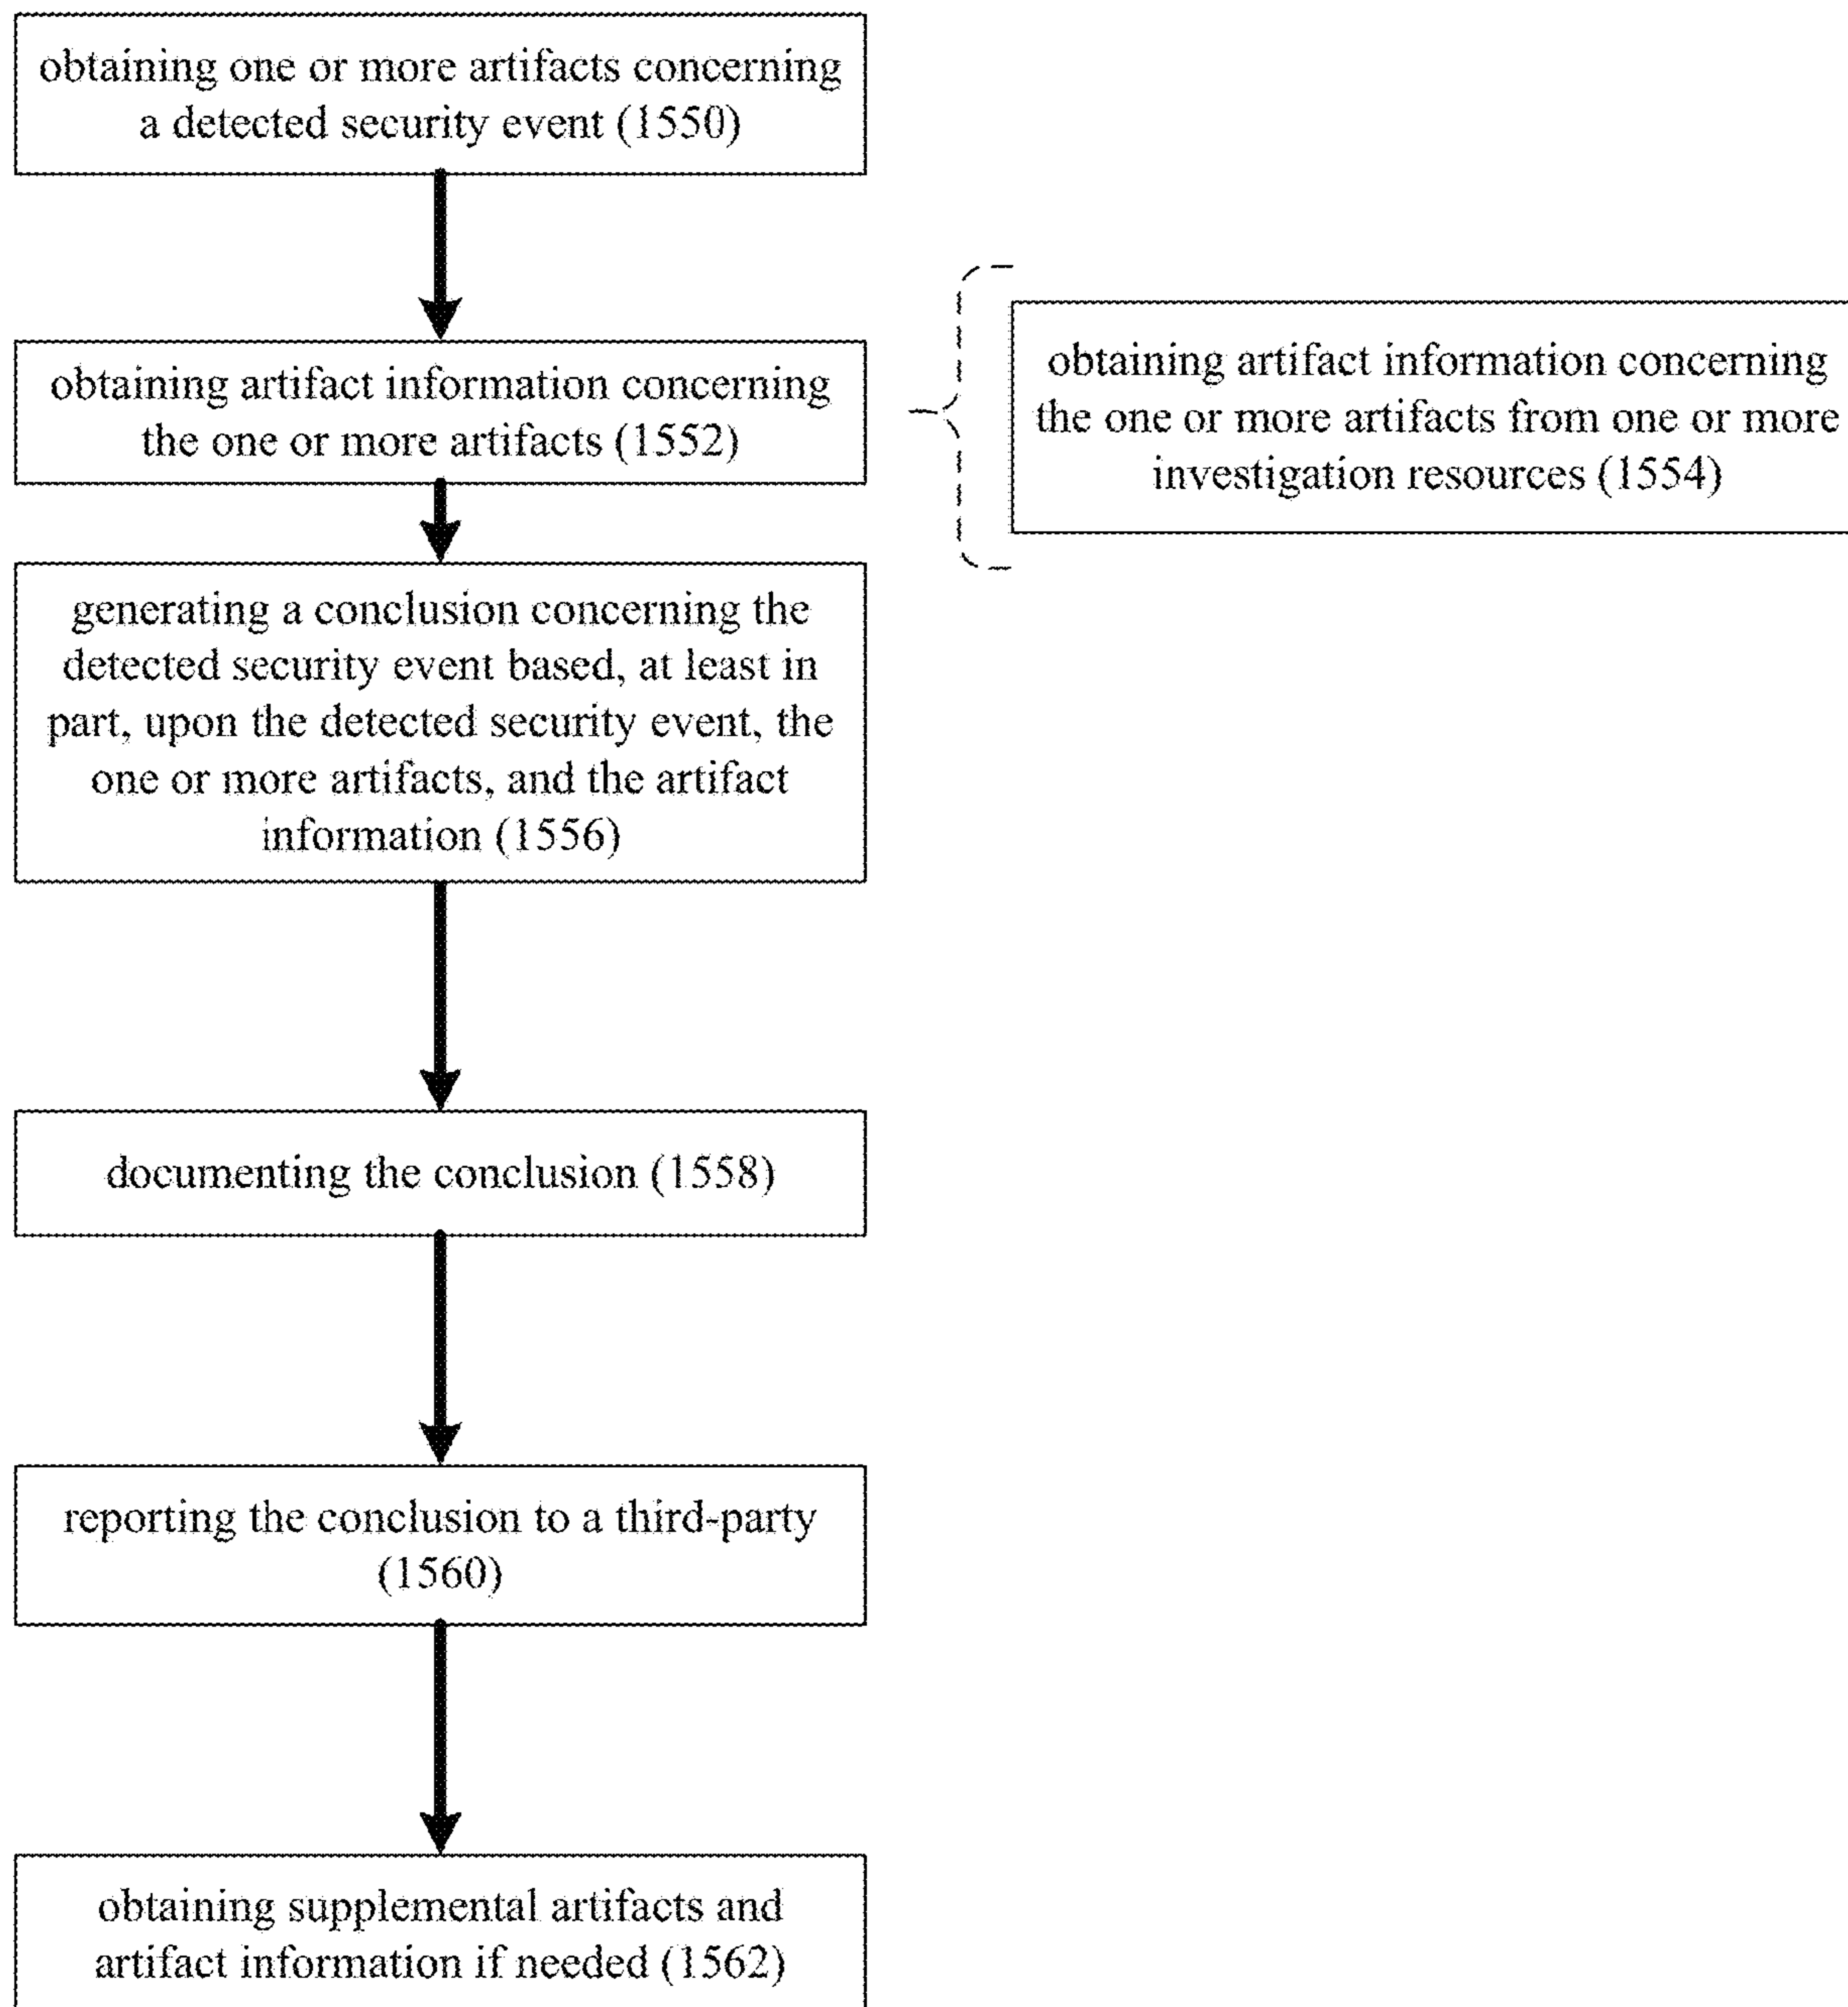 obtaining one or more artifacts concerning
a detected security event (1550)
obtaining artifact information concerning
the one or more artifacts (1552)
obtaining artifact information concerning
the one or more artifacts from one or more
investigation resources (1554)
generating a conclusion concerning the
detected security event based, at least in
part, upon the detected security event, the
one or more artifacts, and the artifact
information (1556)
documenting the conclusion (1558)
reporting the conclusion to a third-party
(1560)
obtaining supplemental artifacts and
artifact information if needed (1562)